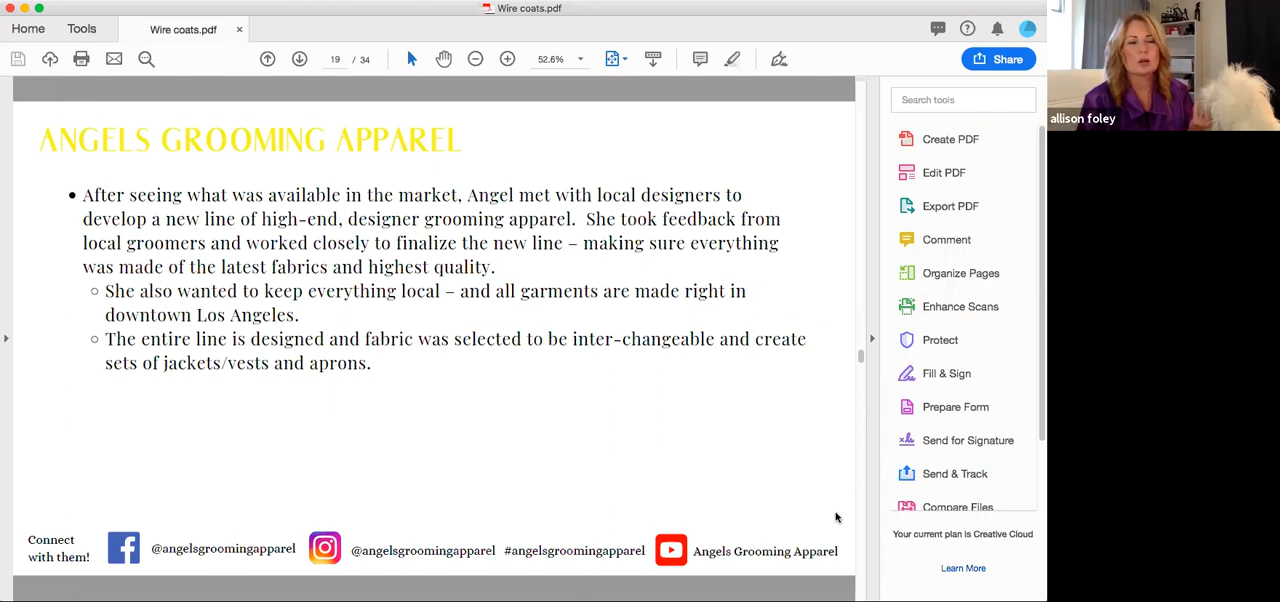 Wire coats.pdf
Home
Tools
Wire coats.pdf
×
19 / 34
52.6%
Share
allison foley
ANGELS GROOMING APPAREL
• After seeing what was available in the market, Angel met with local designers to
develop a new line of high-end, designer grooming apparel. She took feedback from
local groomers and worked closely to finalize the new line – making sure everything
was made of the latest fabrics and highest quality.
○ She also wanted to keep everything local – and all garments are made right in
downtown Los Angeles.
○ The entire line is designed and fabric was selected to be inter-changeable and create
sets of jackets/vests and aprons.
Connect
with them!
@angelsgroomingapparel
@angelsgroomingapparel #angelsgroomingapparel
Angels Grooming Apparel
Search tools
Create PDF
Edit PDF
Export PDF
Comment
Organize Pages
Enhance Scans
Protect
Fill & Sign
Prepare Form
Send for Signature
Send & Track
Compare Files
Your current plan is Creative Cloud
Learn More